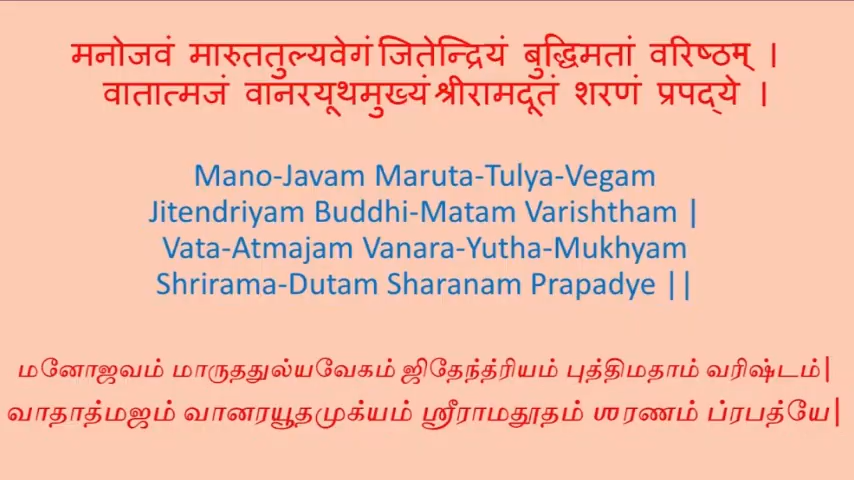 मनोजवं मारुततुल्यवेगं जितेन्द्रियं बुद्धिमतां वरिष्ठम् ।
वातात्मजं वानरयूथमुख्यं श्रीरामदूतं शरणं प्रपद्ये ।
Mano-Javam Maruta-Tulya-Vegam
Jitendriyam Buddhi-Matam Varishtham |
Vata-Atmajam Vanara-Yutha-Mukhyam
Shrirama-Dutam Sharanam Prapadye ||
மனோஜவம் மாருததுல்யவேகம் ஜிதேந்த்ரியம் புத்திமதாம் வரிஷ்டம்|
வாதாத்மஜம் வானரயூதமுக்யம் ஸ்ரீராமதூதம் ஶரணம் ப்ரபத்யே|